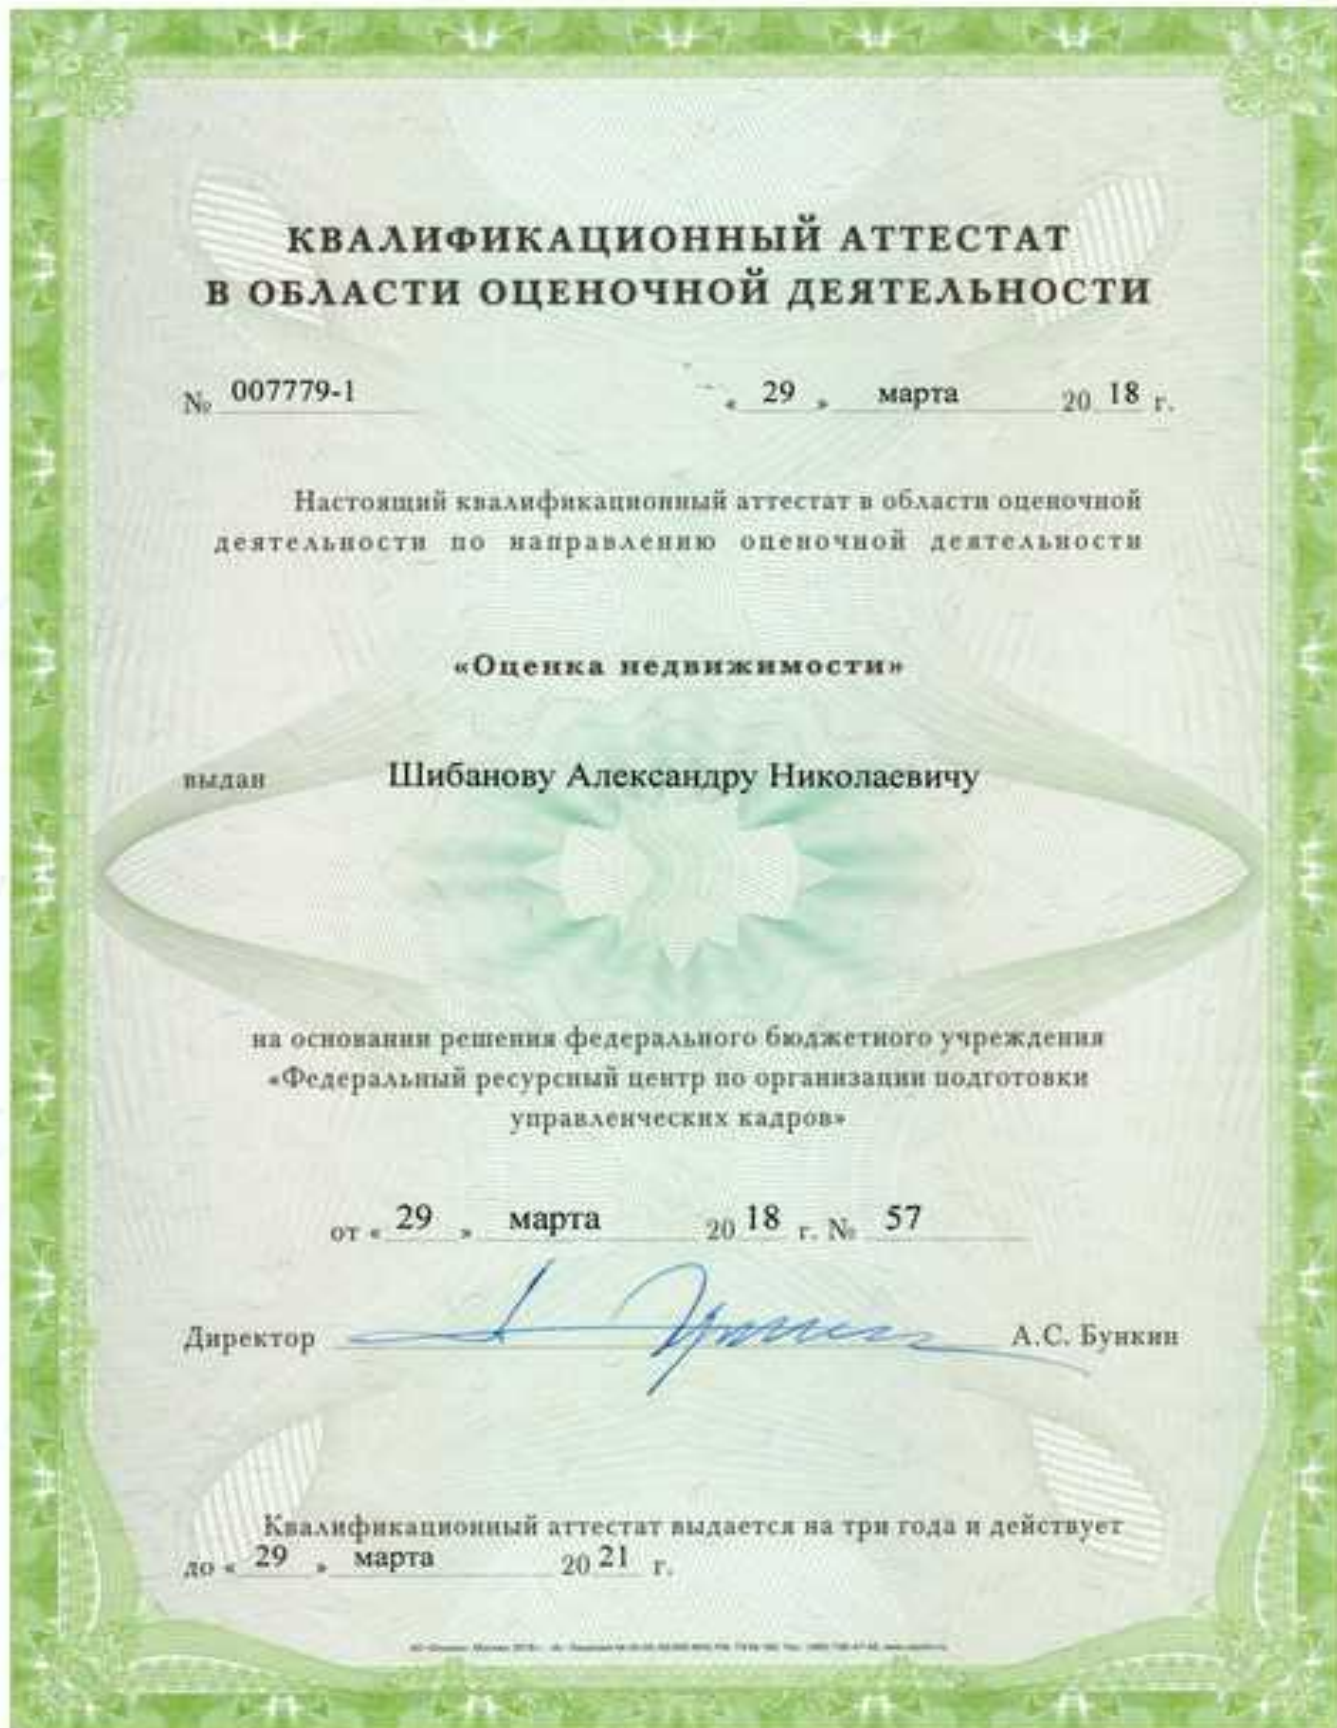 КВАЛИФИКАЦИОННЫЙ АТТЕСТАТ
В ОБЛАСТИ ОЦЕНОЧНОЙ ДЕЯТЕЛЬНОСТИ
№ 007779-1 « 29 » марта 20 18 г.
Настоящий квалификационный аттестат в области оценочной
деятельности по направлению оценочной деятельности
«Оценка недвижимости»
выдан Шибанову Александру Николаевичу
на основании решения федерального бюджетного учреждения
«Федеральный ресурсный центр по организации подготовки
управленческих кадров»
от « 29 » марта 20 18 г. № 57
Директор А.С. Бункин
Квалификационный аттестат выдается на три года и действует
до « 29 » марта 20 21 г.